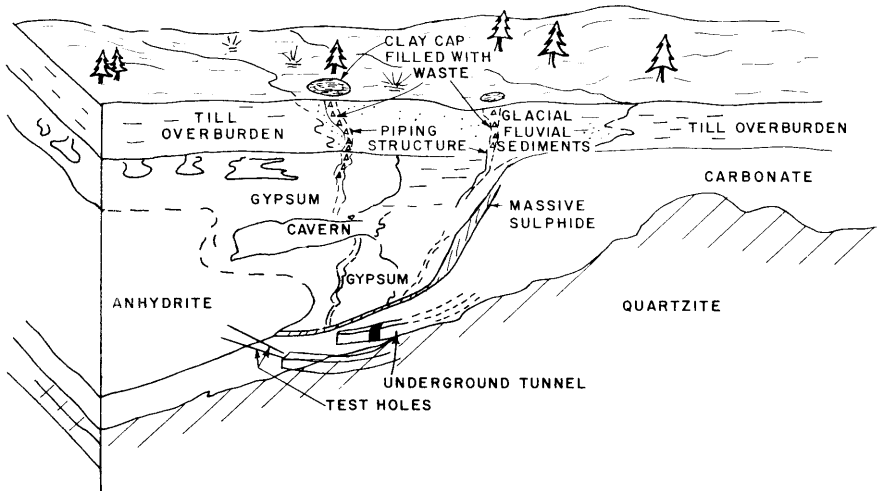 CLAY CAP
FILLED WITH
WASTE
TILL
OVERBURDEN
PIPING
STRUCTURE
GLACIAL
FLUVIAL
SEDIMENTS
TILL OVERBURDEN
CARBONATE
GYPSUM
MASSIVE
SULPHIDE
CAVERN
GYPSUM
ANHYDRITE
QUARTZITE
UNDERGROUND TUNNEL
TEST HOLES